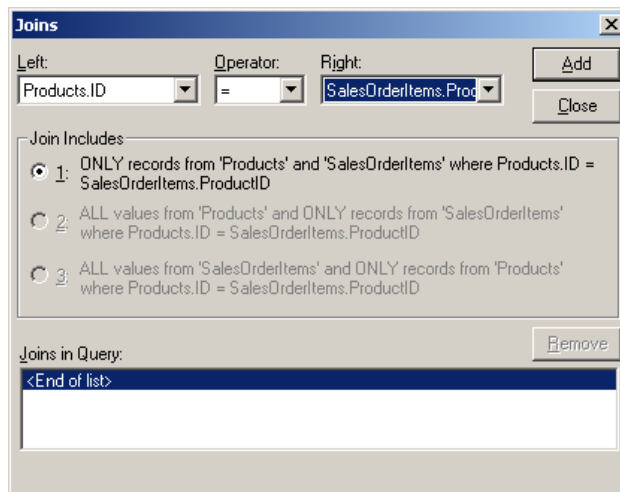 Joins
Left:
Operator:
Right:
Add
Products.ID
=
SalesOrderItems.Prod
Close
Join Includes
1: ONLY records from 'Products' and 'SalesOrderItems' where Products.ID =
SalesOrderItems.ProductID
2: ALL values from 'Products' and ONLY records from 'SalesOrderItems'
where Products.ID = SalesOrderItems.ProductID
3: ALL values from 'SalesOrderItems' and ONLY records from 'Products'
where Products.ID = SalesOrderItems.ProductID
Remove
Joins in Query:
<End of list>